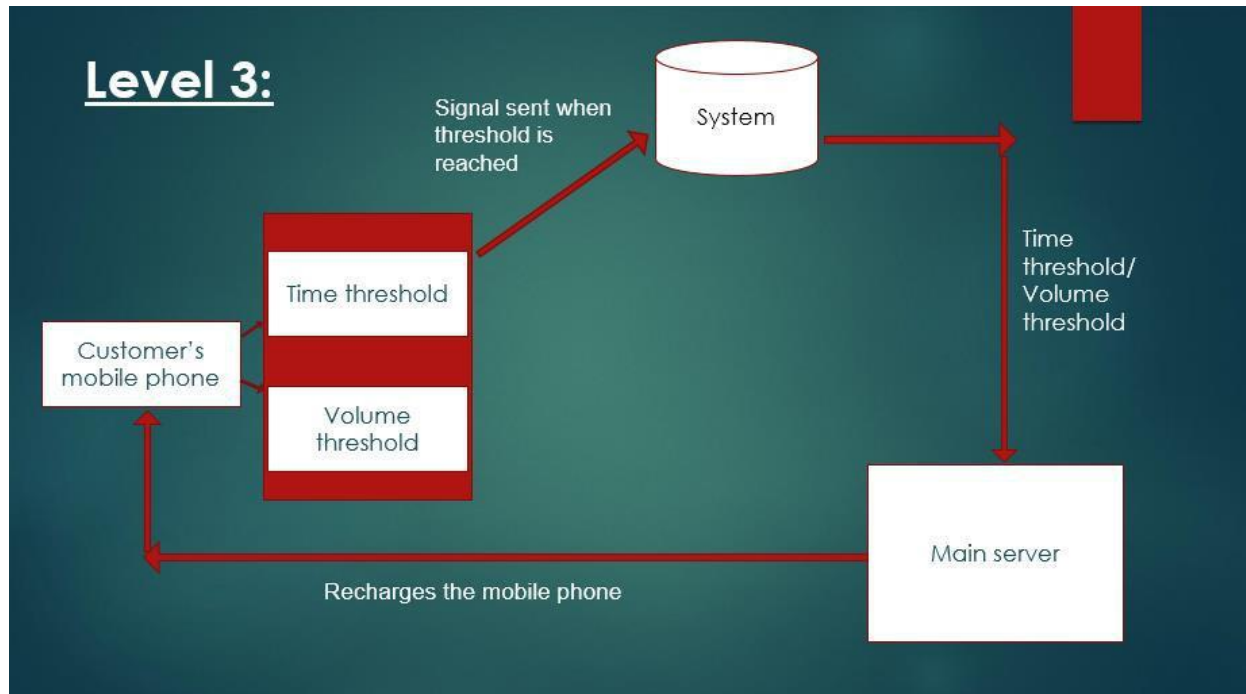 Level 3:
Signal sent when
threshold is
reached
System
Time
threshold/
Volume
threshold
Time threshold
Customer’s
mobile phone
Volume
threshold
Main server
Recharges the mobile phone